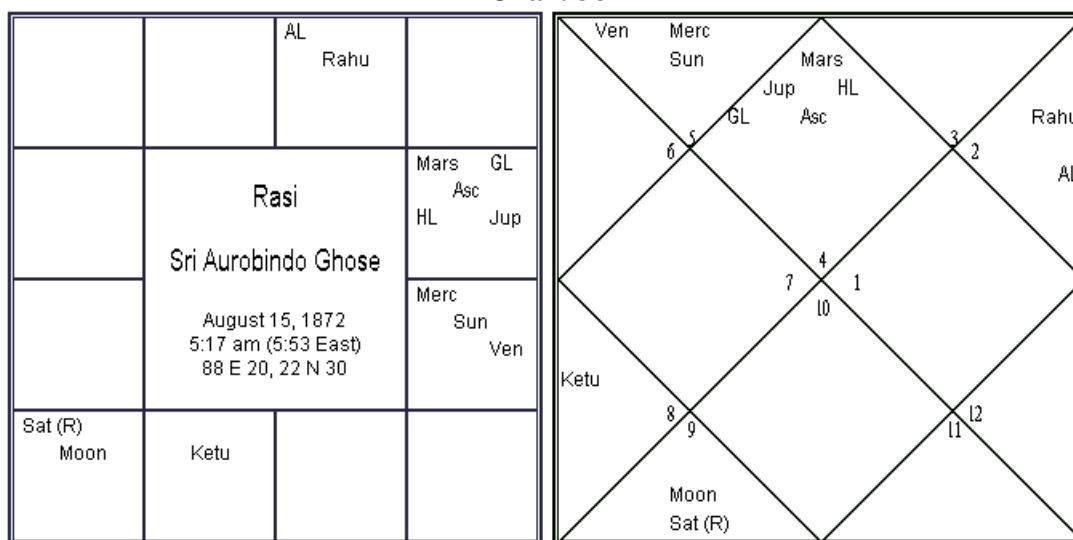 AL
Rahu
Mars GL
Asc
HL Jup
Rasi
Sri Aurobindo Ghose
August 15, 1872
5:17 am (5:53 East)
88 E 20, 22 N 30
Merc
Sun
Ven
Sat (R)
Moon
Ketu
Ven Merc
Sun
Mars
Jup HL
GL Asc
Rahu
AL
5
6
3
2
4
7 1
10
Ketu
8
9
12
11
Moon
Sat (R)